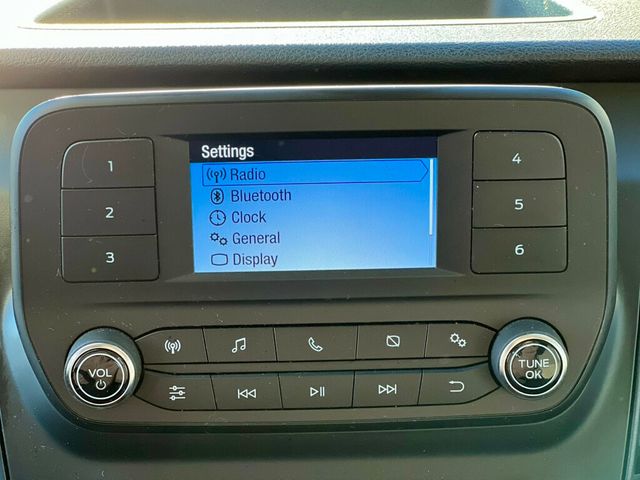 Settings
Radio
Bluetooth
Clock
General
Display
1
2
3
4
5
6
VOL
TUNE
OK